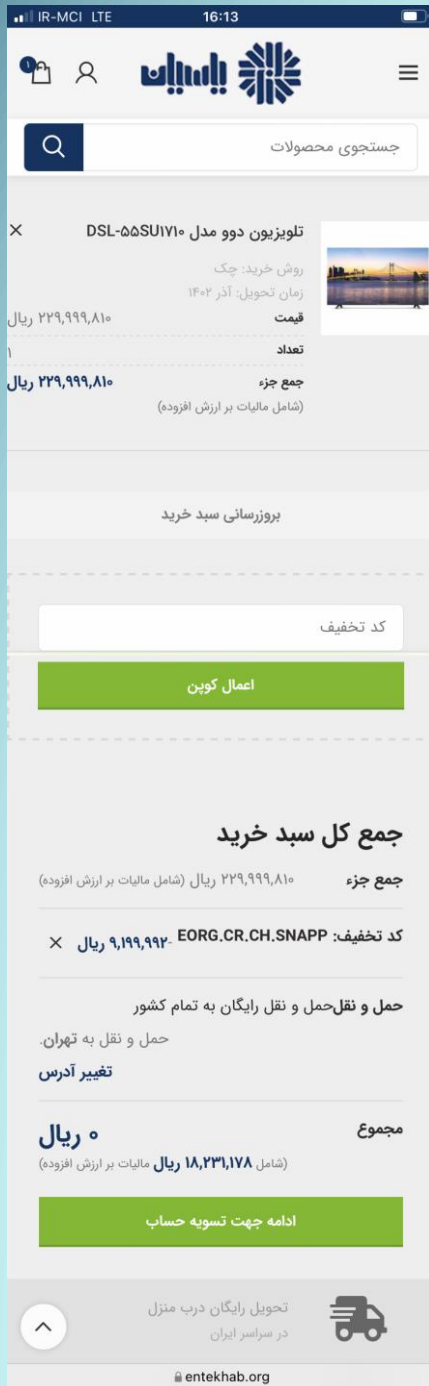 IR-MCI LTE 16:13
۱
انتخاب
جستجوی محصولات
تلویزیون دوو مدل DSL-۵۵SU۱۷۱۰ ×
روش خرید: چک
زمان تحویل: آذر ۱۴۰۲
قیمت ۲۲۹,۹۹۹,۸۱۰ ریال
تعداد ۱
جمع جزء ۲۲۹,۹۹۹,۸۱۰ ریال
(شامل مالیات بر ارزش افزوده)
بروزرسانی سبد خرید
کد تخفیف
اعمال کوپن
جمع کل سبد خرید
جمع جزء ۲۲۹,۹۹۹,۸۱۰ ریال (شامل مالیات بر ارزش افزوده)
کد تخفیف: EORG.CR.CH.SNAPP -۹,۱۹۹,۹۹۲ ریال ×
حمل و نقلحمل و نقل رایگان به تمام کشور
حمل و نقل به تهران.
تغییر آدرس
مجموع ۰ ریال
(شامل ۱۸,۲۳۱,۱۷۸ ریال مالیات بر ارزش افزوده)
ادامه جهت تسویه حساب
تحویل رایگان درب منزل
در سراسر ایران
entekhab.org